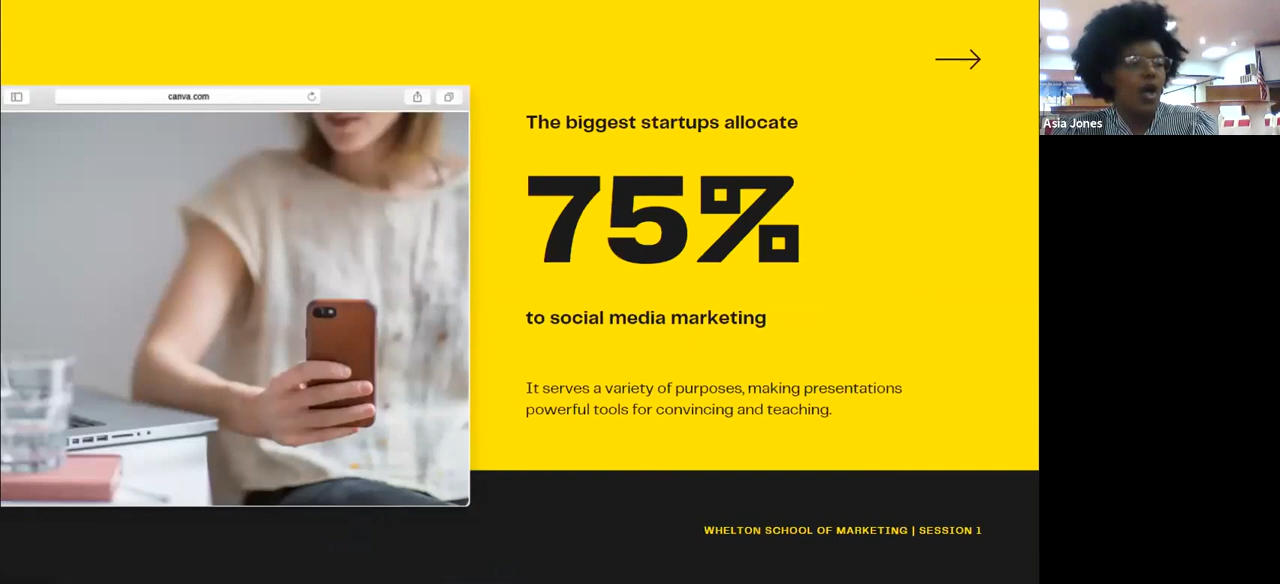 canva.com
The biggest startups allocate
75%
to social media marketing
It serves a variety of purposes, making presentations
powerful tools for convincing and teaching.
WHELTON SCHOOL OF MARKETING | SESSION 1
Asia Jones